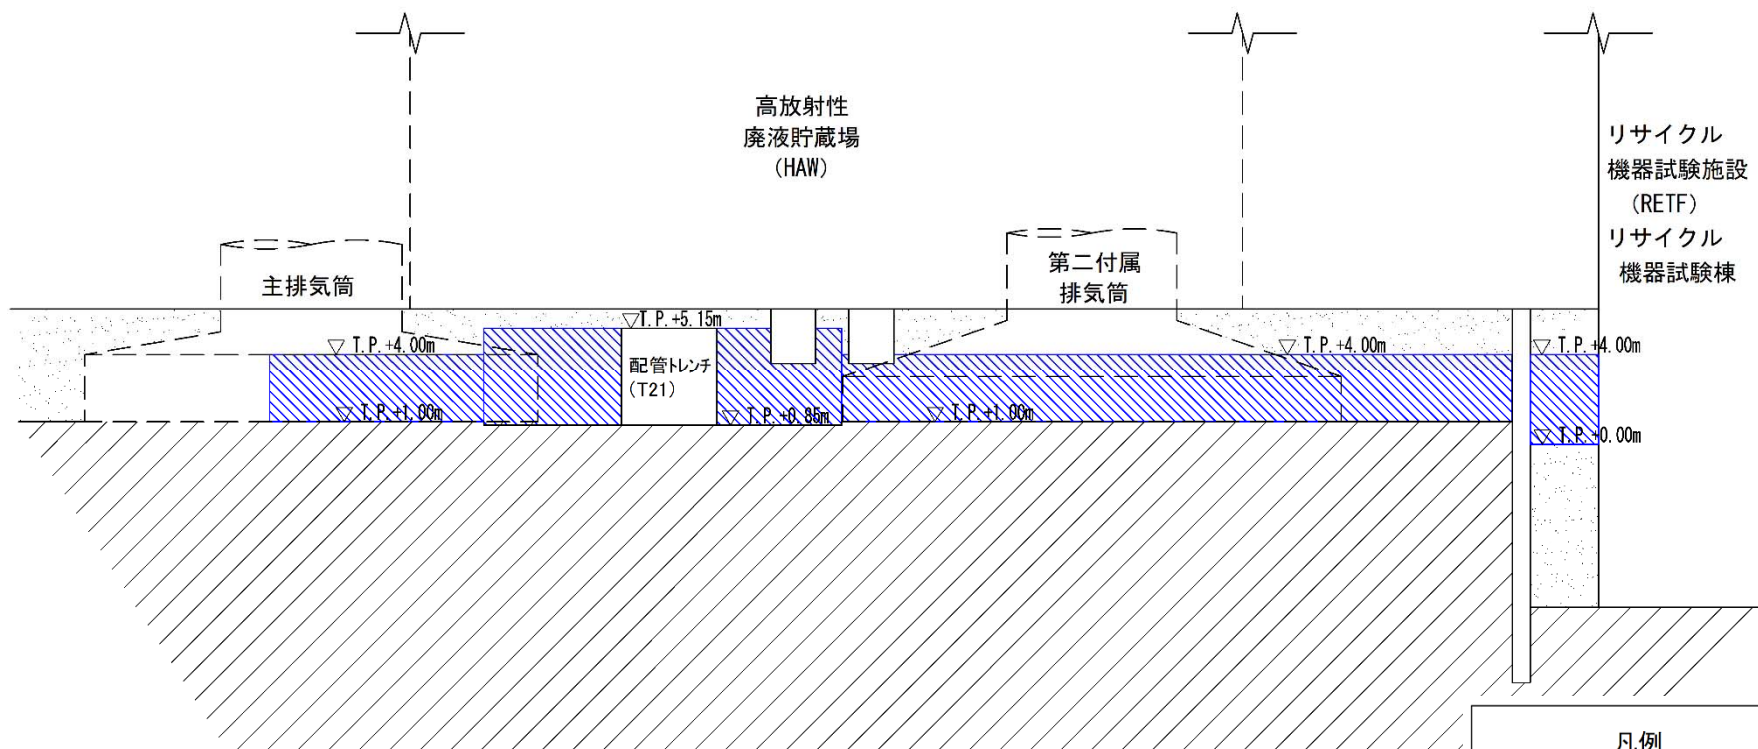 高放射性
廃液貯蔵場
(HAW)
リサイクル
機器試験施設
(RETF)
リサイクル
機器試験棟
主排気筒
第二付属
排気筒
T.P.+5.15m
T.P.+4.00m
配管トレンチ
(T21)
T.P.+4.00m
T.P.+4.00m
T.P.+1.00m
T.P.+0.85m
T.P.+1.00m
T.P.+0.00m
凡例